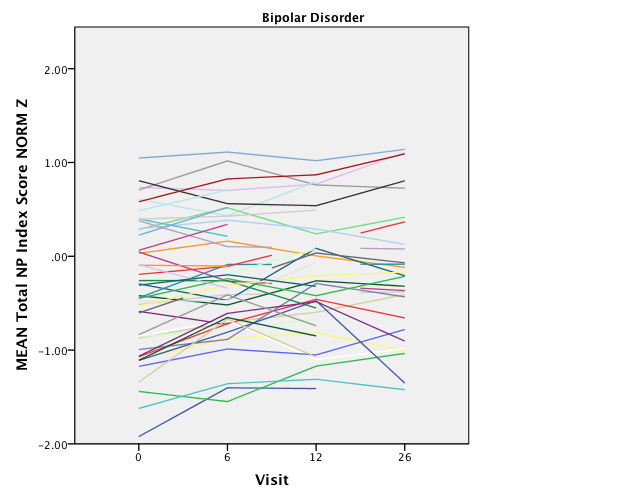 Bipolar Disorder
MEAN Total NP Index Score NORM Z
2.00
1.00
.00
-1.00
-2.00
0 6 12 26
Visit